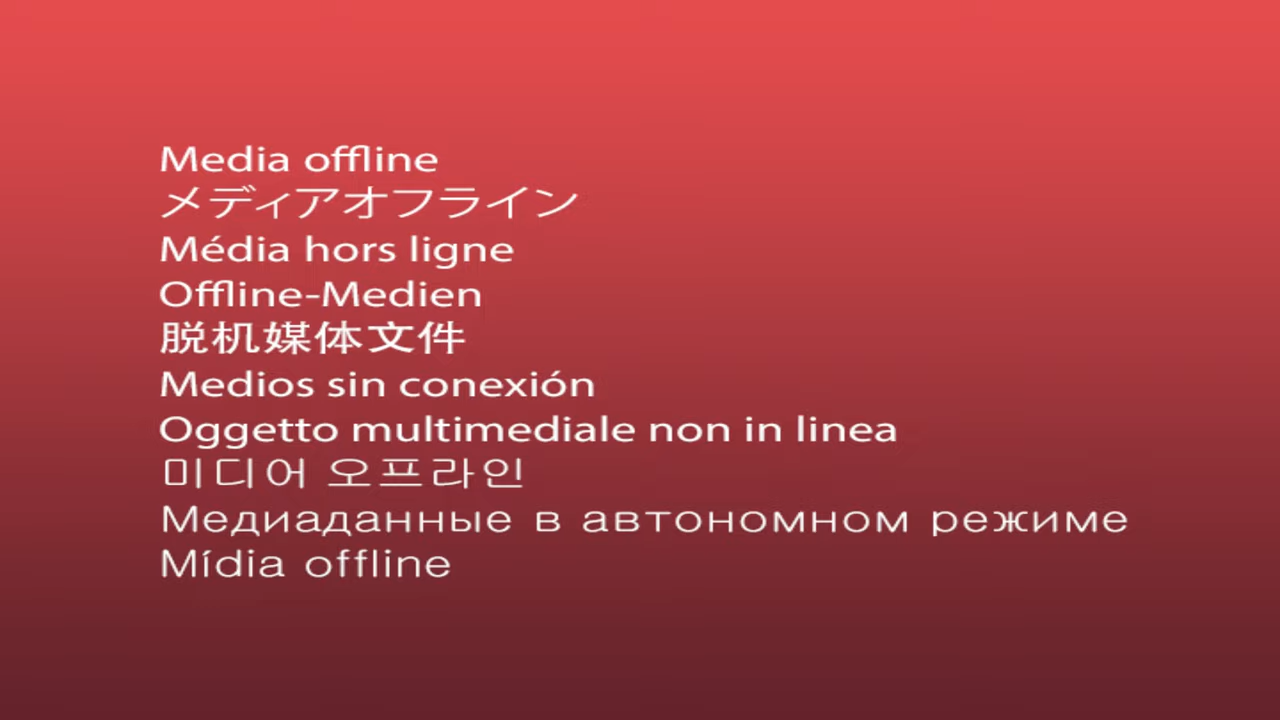 Media offline
メディアオフライン
Média hors ligne
Offline-Medien
脱机媒体文件
Medios sin conexión
Oggetto multimediale non in linea
미디어 오프라인
Медиаданные в автономном режиме
Mídia offline